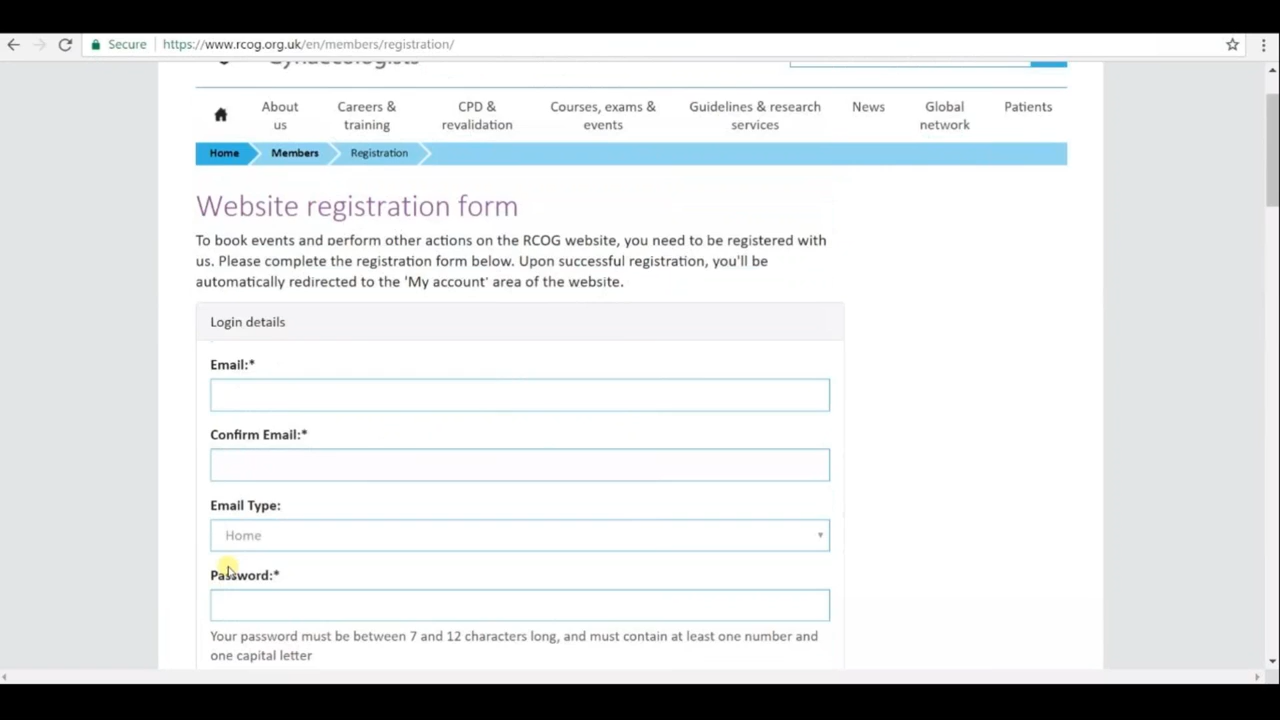 Secure https://www.rcog.org.uk/en/members/registration/
Gynaecologists
About us
Careers & training
CPD & revalidation
Courses, exams & events
Guidelines & research services
News
Global network
Patients
Home Members Registration
Website registration form
To book events and perform other actions on the RCOG website, you need to be registered with
us. Please complete the registration form below. Upon successful registration, you'll be
automatically redirected to the 'My account' area of the website.
Login details
Email:*
Confirm Email:*
Email Type:
Home
Password:*
Your password must be between 7 and 12 characters long, and must contain at least one number and
one capital letter